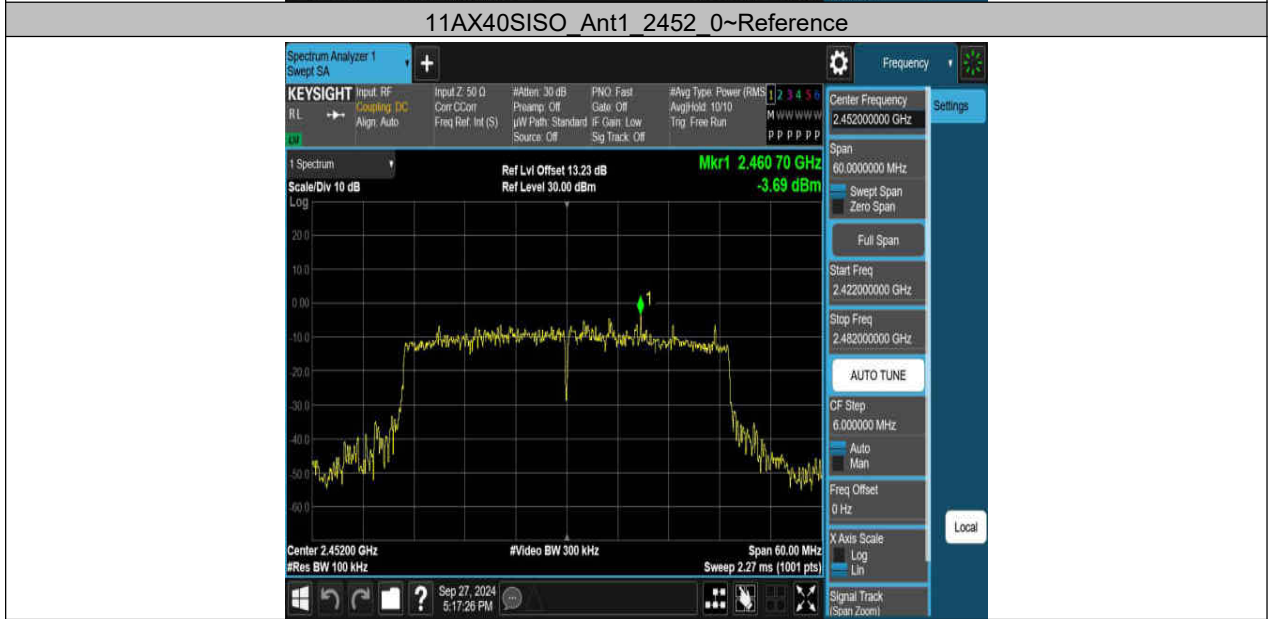 11AX40SISO_Ant1_2452_0~Reference
Spectrum Analyzer 1
Swept SA
+
Frequency
KEYSIGHT
RL
Input: RF
Coupling: DC
Align: Auto
Input Z: 50 Ω
Corr CCorr
Freq Ref: Int (S)
#Atten: 30 dB
Preamp: Off
µW Path: Standard
Source: Off
PNO: Fast
Gate: Off
IF Gain: Low
Sig Track: Off
#Avg Type: Power (RMS
Avg|Hold: 10/10
Trig: Free Run
1 2 3 4 5 6
M W W W W W
P P P P P P
Center Frequency
2.452000000 GHz
Settings
1 Spectrum
Scale/Div 10 dB
Ref Lvl Offset 13.23 dB
Ref Level 30.00 dBm
Mkr1 2.460 70 GHz
-3.69 dBm
Span
60.0000000 MHz
Swept Span
Zero Span
Full Span
Start Freq
2.422000000 GHz
Stop Freq
2.482000000 GHz
AUTO TUNE
CF Step
6.000000 MHz
Auto
Man
Freq Offset
0 Hz
X Axis Scale
Log
Lin
Signal Track
(Span Zoom)
Local
Log
20.0
10.0
0.00
-10.0
-20.0
-30.0
-40.0
-50.0
-60.0
1
Center 2.45200 GHz
#Res BW 100 kHz
#Video BW 300 kHz
Span 60.00 MHz
Sweep 2.27 ms (1001 pts)
?
Sep 27, 2024
5:17:26 PM